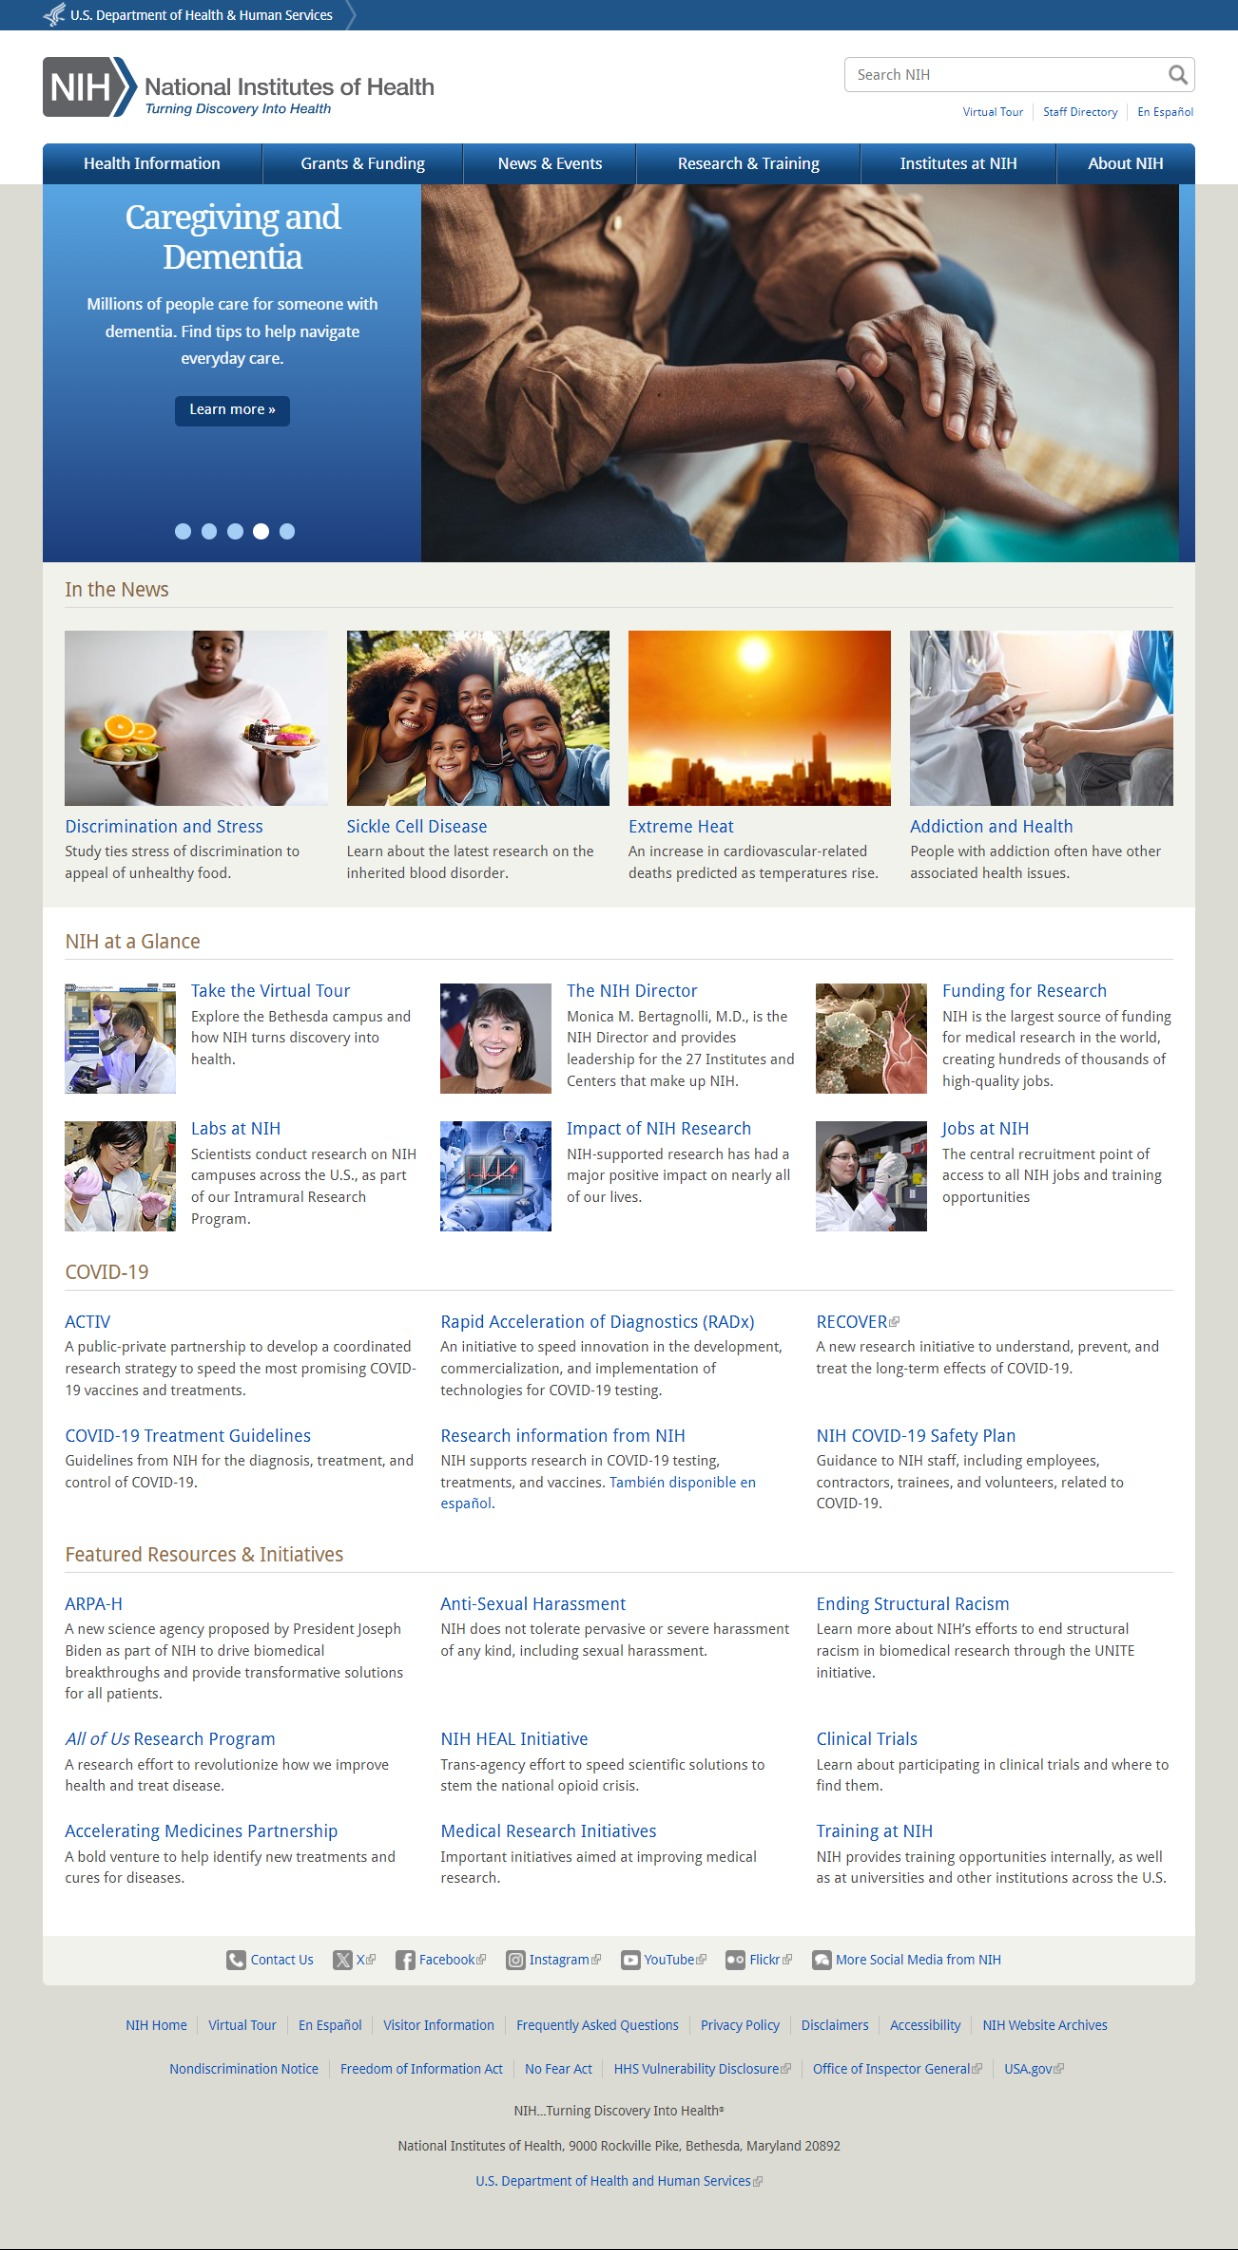 U.S. Department of Health & Human Services
NIH
National Institutes of Health
Turning Discovery Into Health
Search NIH
Virtual Tour
Staff Directory
En Español
Health Information
Grants & Funding
News & Events
Research & Training
Institutes at NIH
About NIH
Caregiving and
Dementia
Millions of people care for someone with
dementia. Find tips to help navigate
everyday care.
Learn more »
In the News
Discrimination and Stress
Study ties stress of discrimination to
appeal of unhealthy food.
Sickle Cell Disease
Learn about the latest research on the
inherited blood disorder.
Extreme Heat
An increase in cardiovascular-related
deaths predicted as temperatures rise.
Addiction and Health
People with addiction often have other
associated health issues.
NIH at a Glance
Take the Virtual Tour
Explore the Bethesda campus and
how NIH turns discovery into
health.
The NIH Director
Monica M. Bertagnolli, M.D., is the
NIH Director and provides
leadership for the 27 Institutes and
Centers that make up NIH.
Funding for Research
NIH is the largest source of funding
for medical research in the world,
creating hundreds of thousands of
high-quality jobs.
Labs at NIH
Scientists conduct research on NIH
campuses across the U.S., as part
of our Intramural Research
Program.
Impact of NIH Research
NIH-supported research has had a
major positive impact on nearly all
of our lives.
Jobs at NIH
The central recruitment point of
access to all NIH jobs and training
opportunities
COVID-19
ACTIV
A public-private partnership to develop a coordinated
research strategy to speed the most promising COVID-
19 vaccines and treatments.
Rapid Acceleration of Diagnostics (RADx)
An initiative to speed innovation in the development,
commercialization, and implementation of
technologies for COVID-19 testing.
RECOVER
A new research initiative to understand, prevent, and
treat the long-term effects of COVID-19.
COVID-19 Treatment Guidelines
Guidelines from NIH for the diagnosis, treatment, and
control of COVID-19.
Research information from NIH
NIH supports research in COVID-19 testing,
treatments, and vaccines. También disponible en
español.
NIH COVID-19 Safety Plan
Guidance to NIH staff, including employees,
contractors, trainees, and volunteers, related to
COVID-19.
Featured Resources & Initiatives
ARPA-H
A new science agency proposed by President Joseph
Biden as part of NIH to drive biomedical
breakthroughs and provide transformative solutions
for all patients.
Anti-Sexual Harassment
NIH does not tolerate pervasive or severe harassment
of any kind, including sexual harassment.
Ending Structural Racism
Learn more about NIH’s efforts to end structural
racism in biomedical research through the UNITE
initiative.
All of Us Research Program
A research effort to revolutionize how we improve
health and treat disease.
NIH HEAL Initiative
Trans-agency effort to speed scientific solutions to
stem the national opioid crisis.
Clinical Trials
Learn about participating in clinical trials and where to
find them.
Accelerating Medicines Partnership
A bold venture to help identify new treatments and
cures for diseases.
Medical Research Initiatives
Important initiatives aimed at improving medical
research.
Training at NIH
NIH provides training opportunities internally, as well
as at universities and other institutions across the U.S.
Contact Us
X
Facebook
Instagram
YouTube
Flickr
More Social Media from NIH
NIH Home
Virtual Tour
En Español
Visitor Information
Frequently Asked Questions
Privacy Policy
Disclaimers
Accessibility
NIH Website Archives
Nondiscrimination Notice
Freedom of Information Act
No Fear Act
HHS Vulnerability Disclosure
Office of Inspector General
USA.gov
NIH...Turning Discovery Into Health®
National Institutes of Health, 9000 Rockville Pike, Bethesda, Maryland 20892
U.S. Department of Health and Human Services